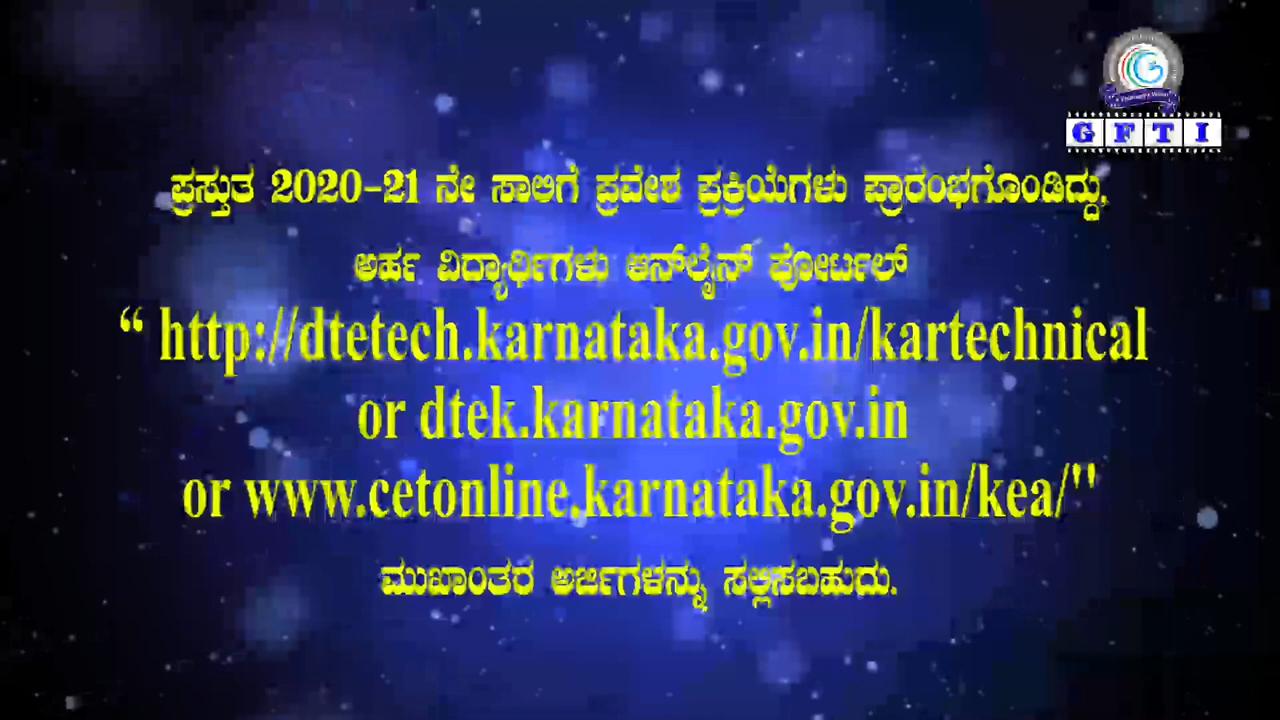 GFTI
ಪ್ರಸ್ತುತ 2020-21 ನೇ ಸಾಲಿಗೆ ಪ್ರವೇಶ ಪ್ರಕ್ರಿಯೆಗಳು ಪ್ರಾರಂಭಗೊಂಡಿದ್ದು,
ಅರ್ಹ ವಿದ್ಯಾರ್ಥಿಗಳು ಆನ್‌ಲೈನ್ ಪೋರ್ಟಲ್
“ http://dtetech.karnataka.gov.in/kartechnical
or dtek.karnataka.gov.in
or www.cetonline.karnataka.gov.in/kea/"
ಮುಖಾಂತರ ಅರ್ಜಿಗಳನ್ನು ಸಲ್ಲಿಸಬಹುದು.